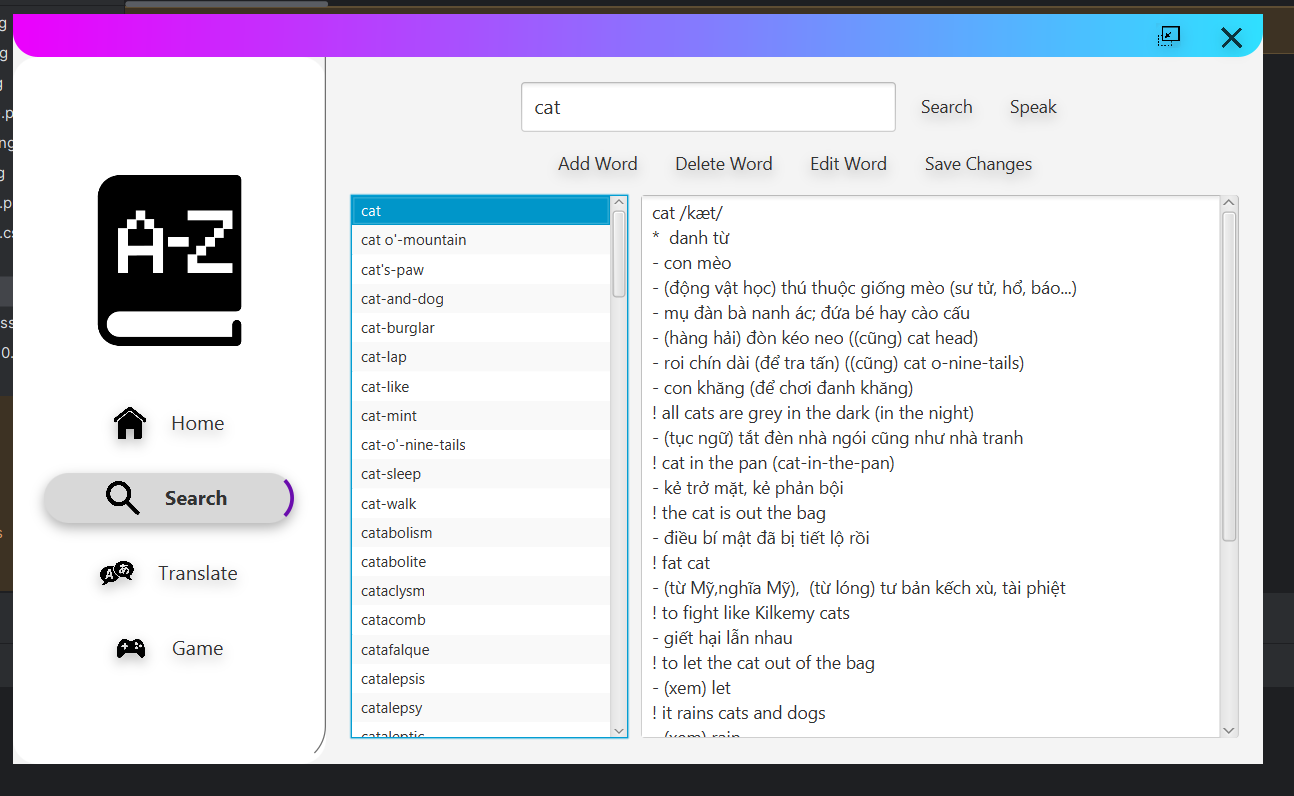 cat
Search
Speak
Add Word
Delete Word
Edit Word
Save Changes
A-Z
Home
Search
Translate
Game
cat
cat o'-mountain
cat's-paw
cat-and-dog
cat-burglar
cat-lap
cat-like
cat-mint
cat-o'-nine-tails
cat-sleep
cat-walk
catabolism
catabolite
cataclysm
catacomb
catafalque
catalepsis
catalepsy
cataleptic
cat /kæt/
*  danh từ
- con mèo
- (động vật học) thú thuộc giống mèo (sư tử, hổ, báo...)
- mụ đàn bà nanh ác; đứa bé hay cào cấu
- (hàng hải) đòn kéo neo ((cũng) cat head)
- roi chín dài (để tra tấn) ((cũng) cat o-nine-tails)
- con khăng (để chơi đanh khăng)
! all cats are grey in the dark (in the night)
- (tục ngữ) tắt đèn nhà ngói cũng như nhà tranh
! cat in the pan (cat-in-the-pan)
- kẻ trở mặt, kẻ phản bội
! the cat is out the bag
- điều bí mật đã bị tiết lộ rồi
! fat cat
- (từ Mỹ,nghĩa Mỹ),  (từ lóng) tư bản kếch xù, tài phiệt
! to fight like Kilkemy cats
- giết hại lẫn nhau
! to let the cat out of the bag
- (xem) let
! it rains cats and dogs
- (xem) rain